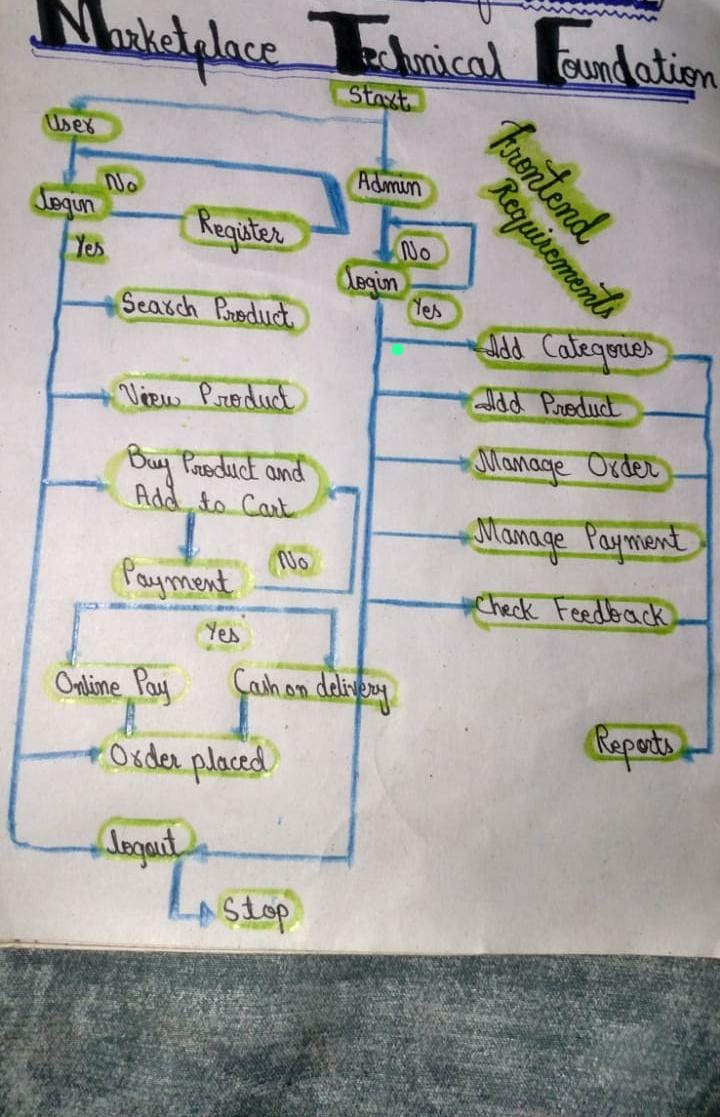 Marketplace Technical Foundation
Start
User
Frontend
Requirements
No
Admin
login
Register
No
Yes
login
Yes
Search Product
Add Categories
View Product
Add Product
Buy Product and
Add to Cart
Manage Order
Manage Payment
No
Payment
Check Feedback
Yes
Online Pay
Cash on delivery
Reports
Order placed
logout
Stop